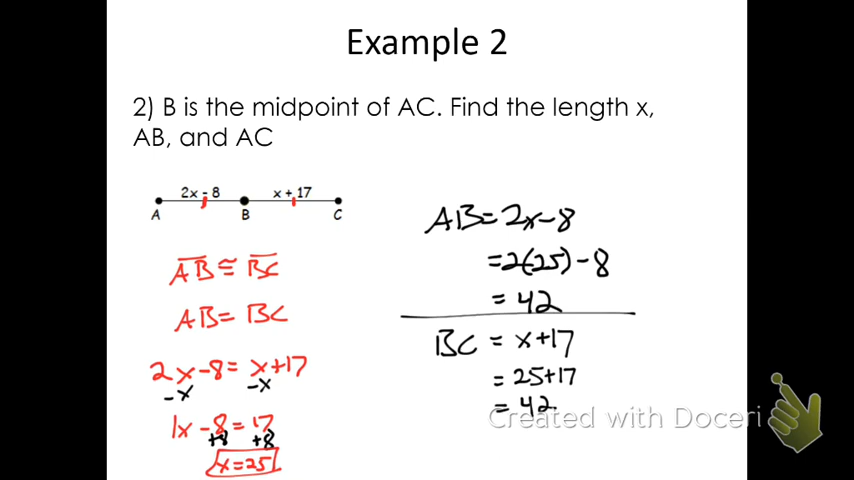 Example 2
2) B is the midpoint of AC. Find the length x,
AB, and AC
2x - 8
x + 17
A
B
C
AB ≅ BC
AB = BC
2x - 8 = x + 17
-x -x
1x - 8 = 17
+8 +8
x = 25
AB = 2x - 8
= 2(25) - 8
= 42
BC = x + 17
= 25 + 17
= 42
Created with Doceri